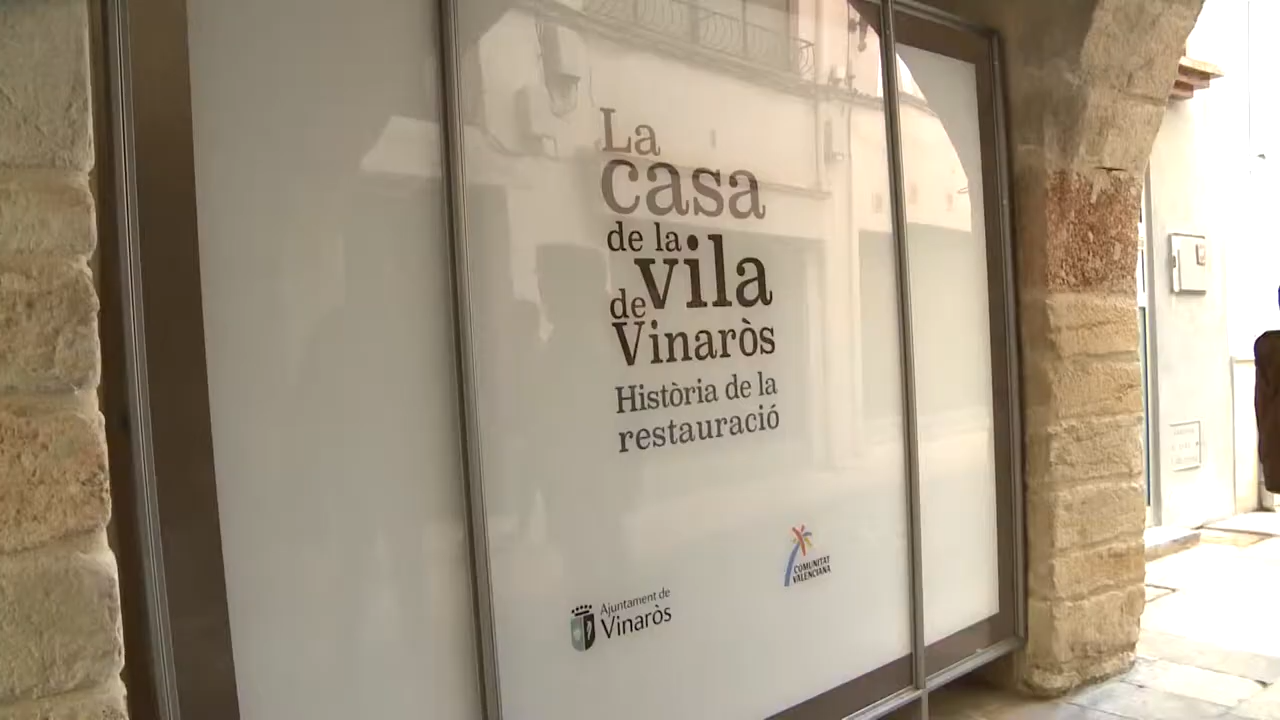 La
casa
de la
vila
de
Vinaròs
Història de la
restauració
COMUNITAT
VALENCIANA
Ajuntament de
Vinaròs